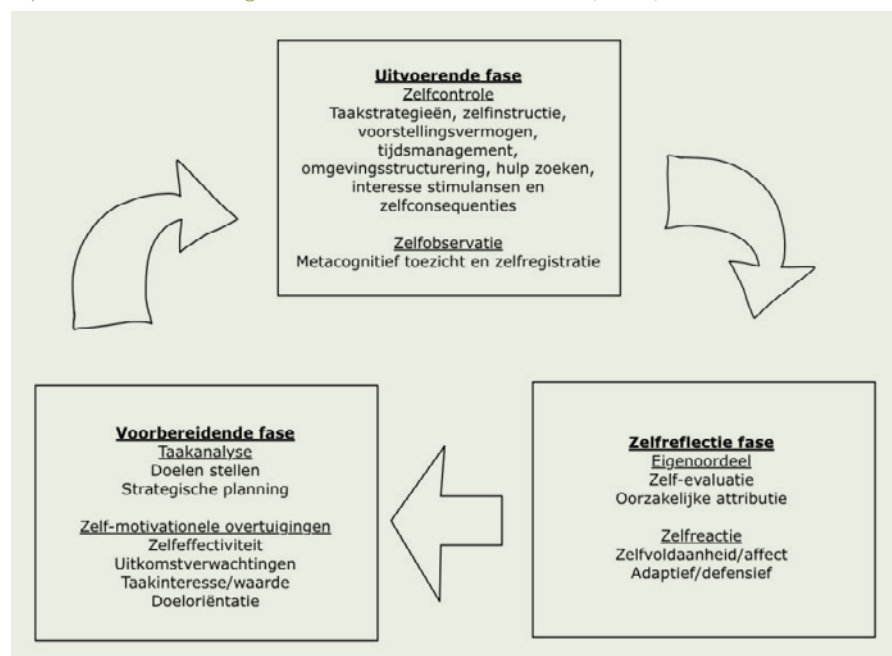 Uitvoerende fase
Zelfcontrole
Taakstrategieën, zelfinstructie,
voorstellingsvermogen,
tijdsmanagement,
omgevingsstructurering, hulp zoeken,
interesse stimulansen en
zelfconsequenties
Zelfobservatie
Metacognitief toezicht en zelfregistratie
Voorbereidende fase
Taakanalyse
Doelen stellen
Strategische planning
Zelf-motivationele overtuigingen
Zelfeffectiviteit
Uitkomstverwachtingen
Taakinteresse/waarde
Doeloriëntatie
Zelfreflectie fase
Eigenoordeel
Zelf-evaluatie
Oorzakelijke attributie
Zelfreactie
Zelfvoldaanheid/affect
Adaptief/defensief